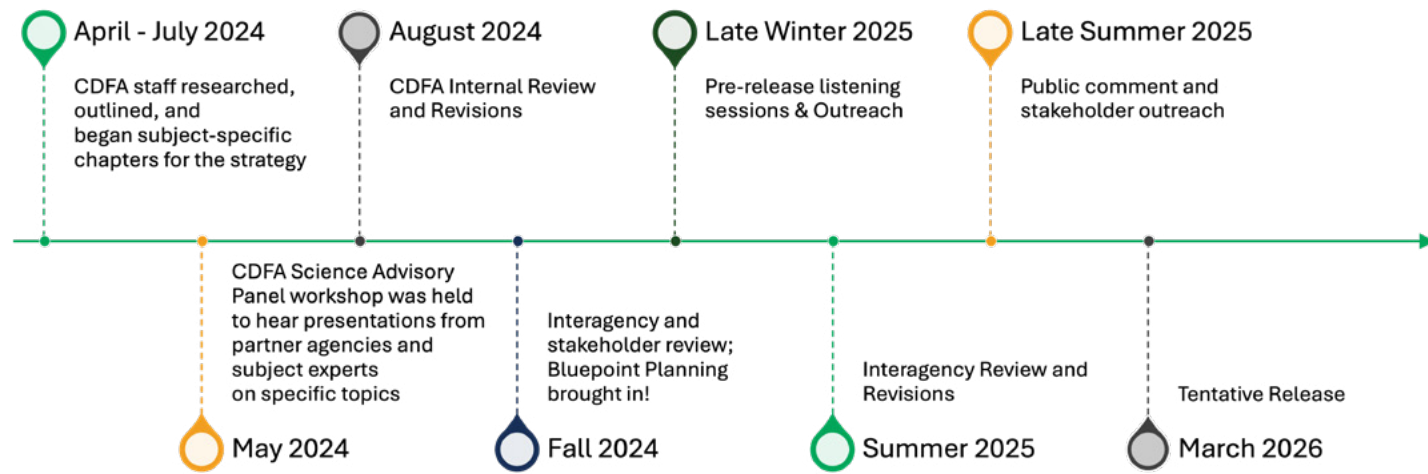 April - July 2024
CDFA staff researched,
outlined, and
began subject-specific
chapters for the strategy
August 2024
CDFA Internal Review
and Revisions
Late Winter 2025
Pre-release listening
sessions & Outreach
Late Summer 2025
Public comment and
stakeholder outreach
CDFA Science Advisory
Panel workshop was held
to hear presentations from
partner agencies and
subject experts
on specific topics
May 2024
Interagency and
stakeholder review;
Bluepoint Planning
brought in!
Fall 2024
Interagency Review and
Revisions
Summer 2025
Tentative Release
March 2026